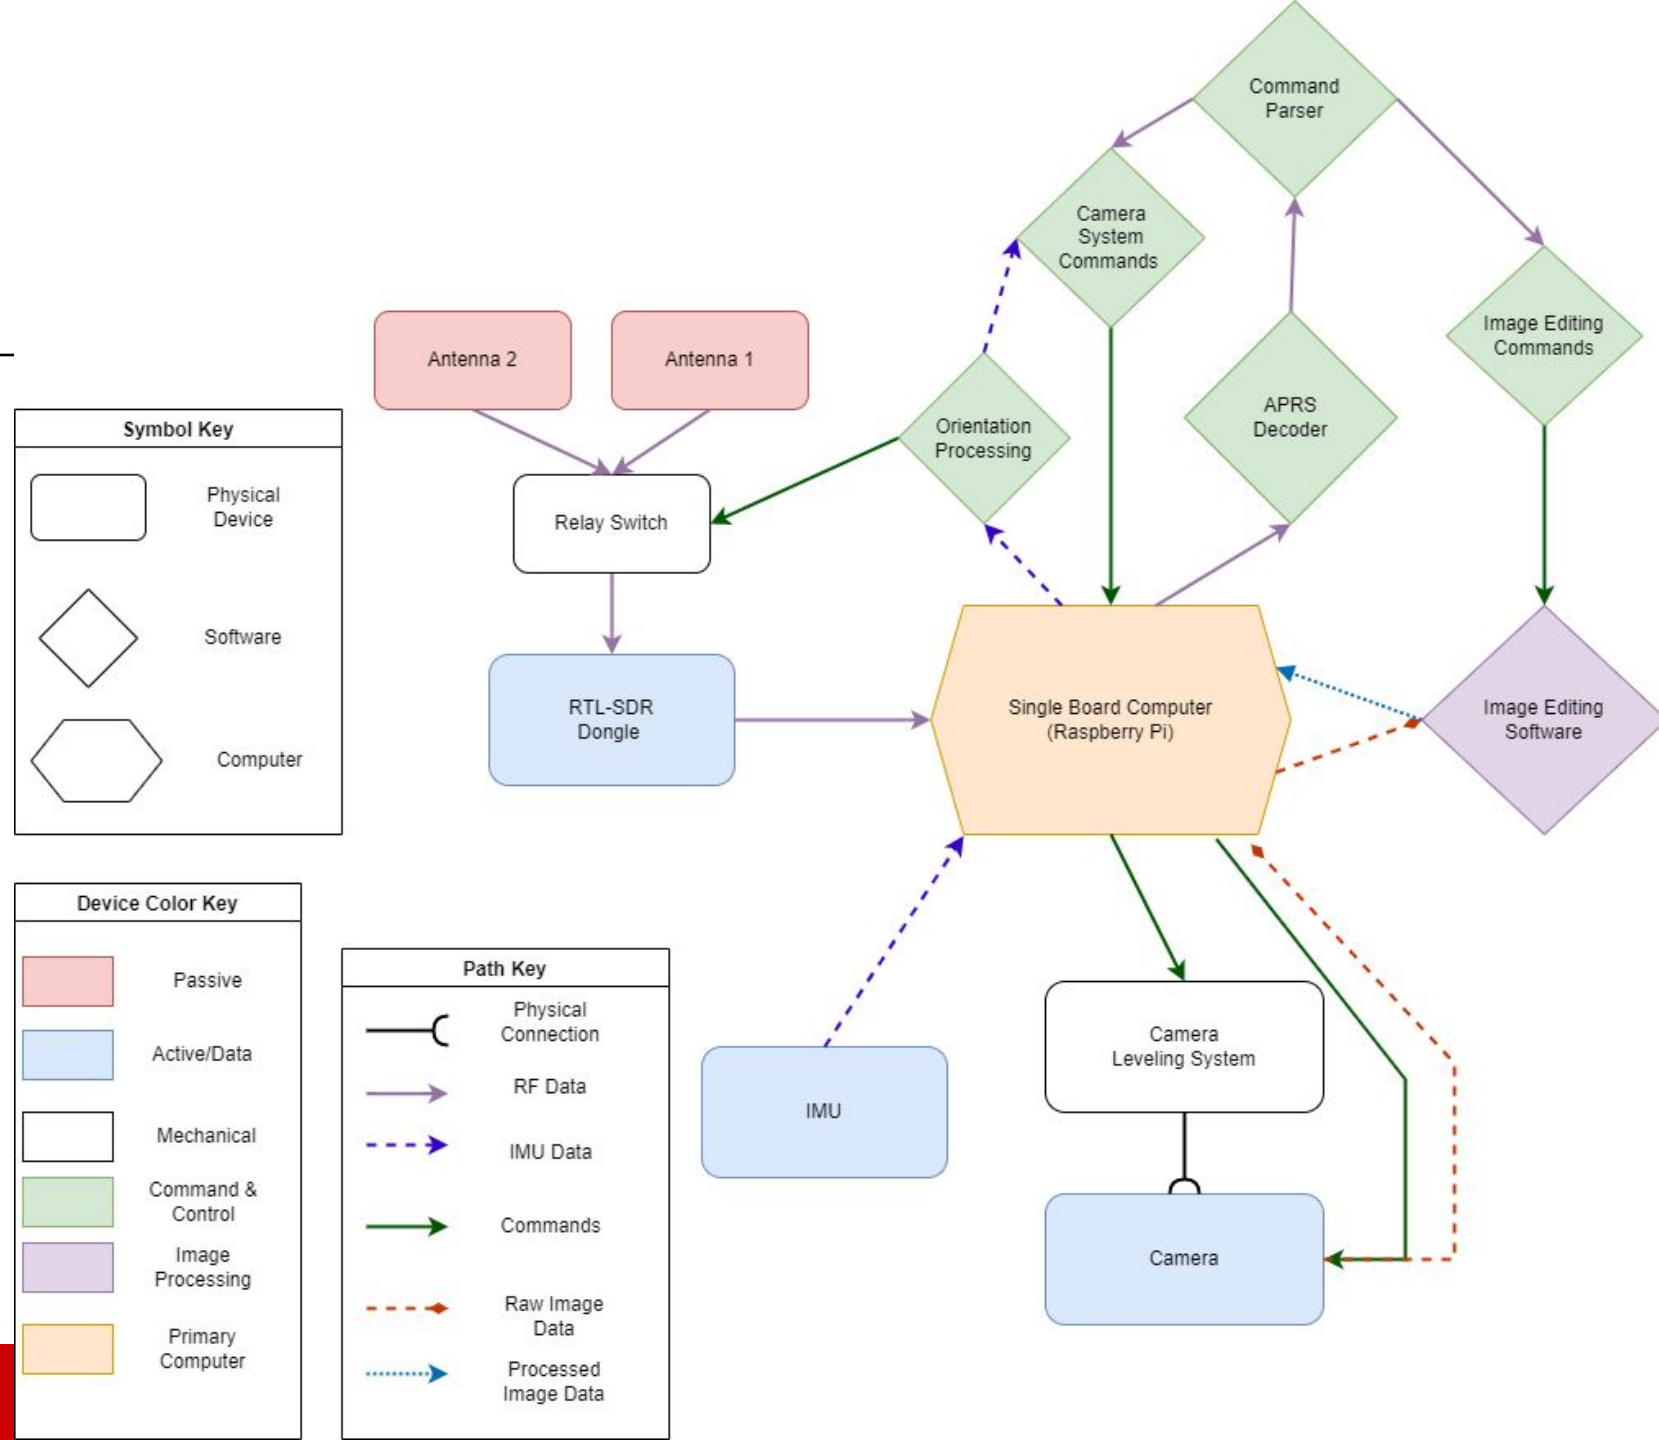 Command
Parser
Camera
System
Commands
Image Editing
Commands
Antenna 2
Antenna 1
APRS
Decoder
Orientation
Processing
Relay Switch
RTL-SDR
Dongle
Single Board Computer
(Raspberry Pi)
Image Editing
Software
Camera
Leveling System
IMU
Camera
Symbol Key
Physical
Device
Software
Computer
Device Color Key
Passive
Active/Data
Mechanical
Command &
Control
Image
Processing
Primary
Computer
Path Key
Physical
Connection
RF Data
IMU Data
Commands
Raw Image
Data
Processed
Image Data